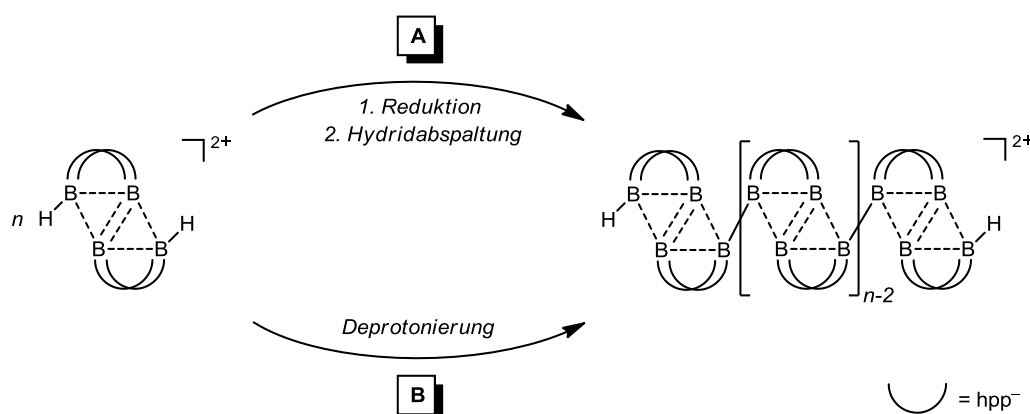 A
1. Reduktion
2. Hydridabspaltung
2+
B B
H
n
H
B B
2+
B B B B B B
H
H
B B B B B B
n-2
Deprotonierung
B
= hpp–